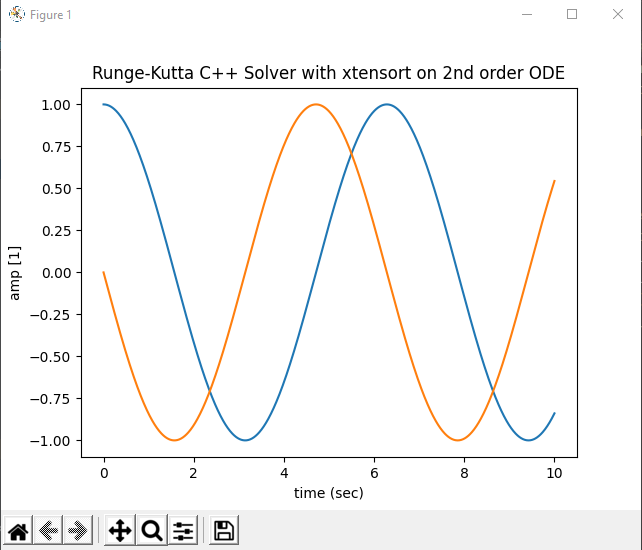 Figure 1
Runge-Kutta C++ Solver with xtensort on 2nd order ODE
1.00
0.75
0.50
0.25
0.00
−0.25
−0.50
−0.75
−1.00
amp [1]
0 2 4 6 8 10
time (sec)